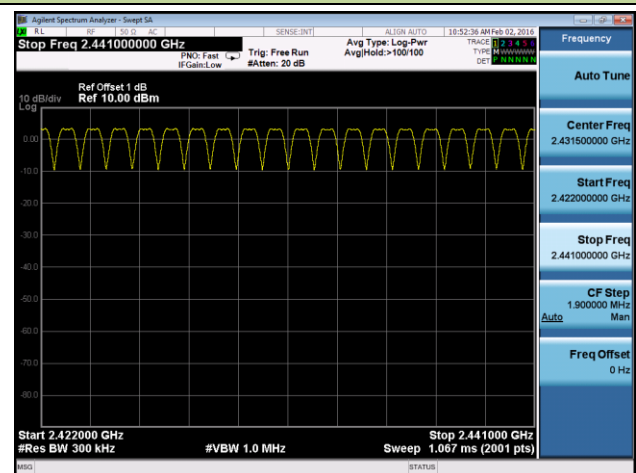 Agilent Spectrum Analyzer - Swept SA
RL RF 50 Ω AC SENSE:INT ALIGN AUTO 10:52:36 AM Feb 02, 2016
Stop Freq 2.441000000 GHz
PNO: Fast
IFGain:Low
Trig: Free Run
#Atten: 20 dB
Avg Type: Log-Pwr
Avg|Hold:>100/100
TRACE 1 2 3 4 5 6
TYPE M W W W W W
DET P N N N N N
Ref Offset 1 dB
10 dB/div Ref 10.00 dBm
Log
0.00
-10.0
-20.0
-30.0
-40.0
-50.0
-60.0
-70.0
-80.0
Start 2.422000 GHz Stop 2.441000 GHz
#Res BW 300 kHz #VBW 1.0 MHz Sweep 1.067 ms (2001 pts)
MSG STATUS
Frequency
Auto Tune
Center Freq
2.431500000 GHz
Start Freq
2.422000000 GHz
Stop Freq
2.441000000 GHz
CF Step
1.900000 MHz
Auto Man
Freq Offset
0 Hz